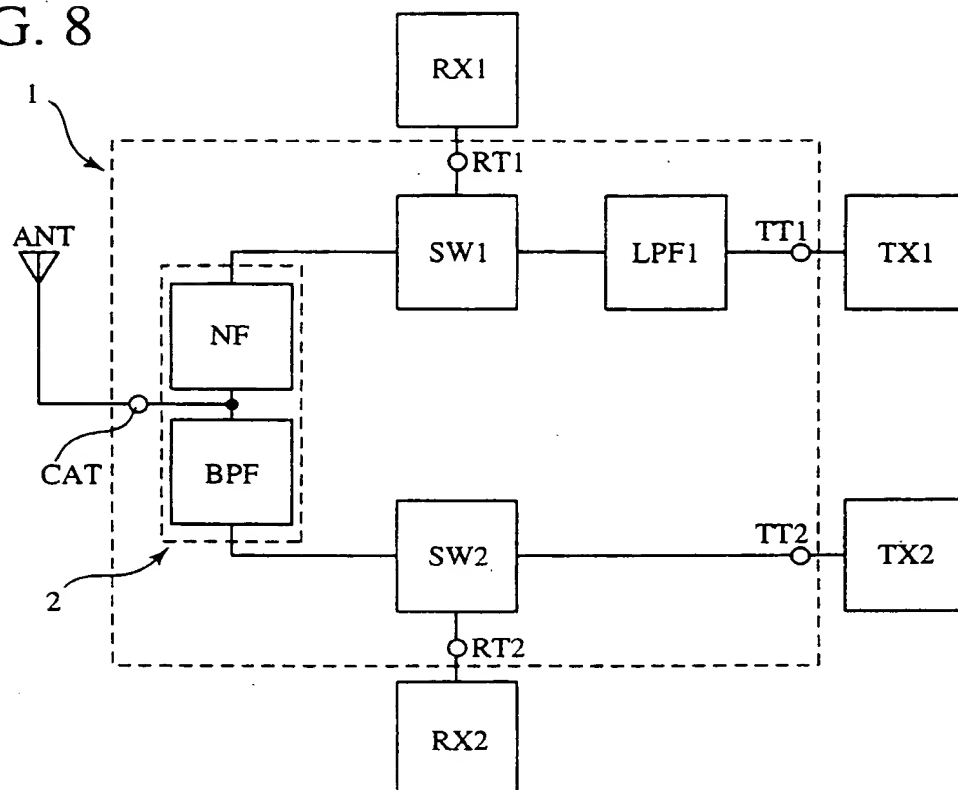 G. 8
RX1
1
RT1
ANT
SW1
LPF1
TT1
TX1
NF
CAT
BPF
SW2
TT2
TX2
2
RT2
RX2